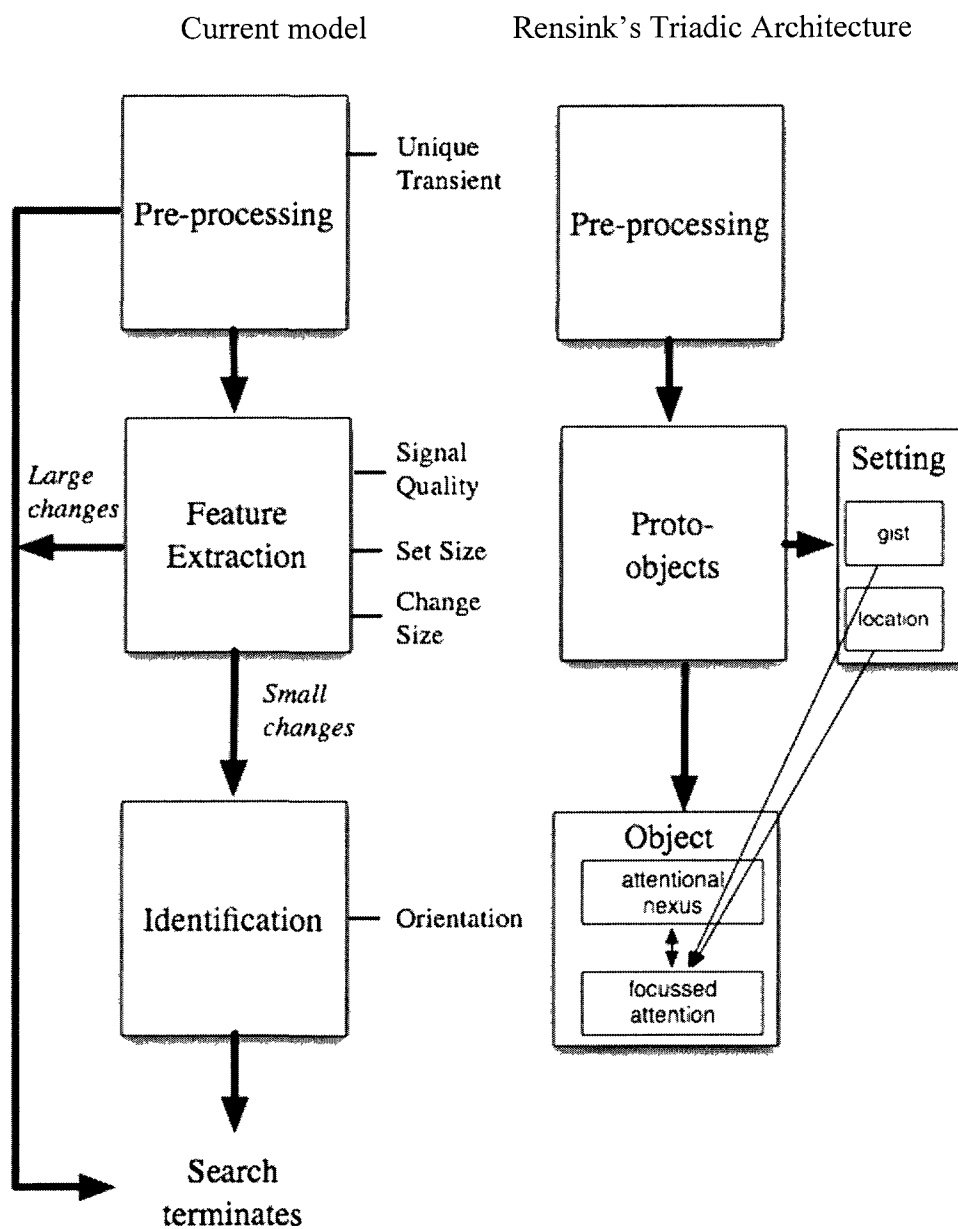 Current model
Rensink's Triadic Architecture
Pre-processing
Unique
Transient
Large
changes
Feature
Extraction
Signal
Quality
Set Size
Change
Size
Small
changes
Identification
Orientation
Search
terminates
Pre-processing
Proto-
objects
Setting
gist
location
Object
attentional
nexus
focussed
attention